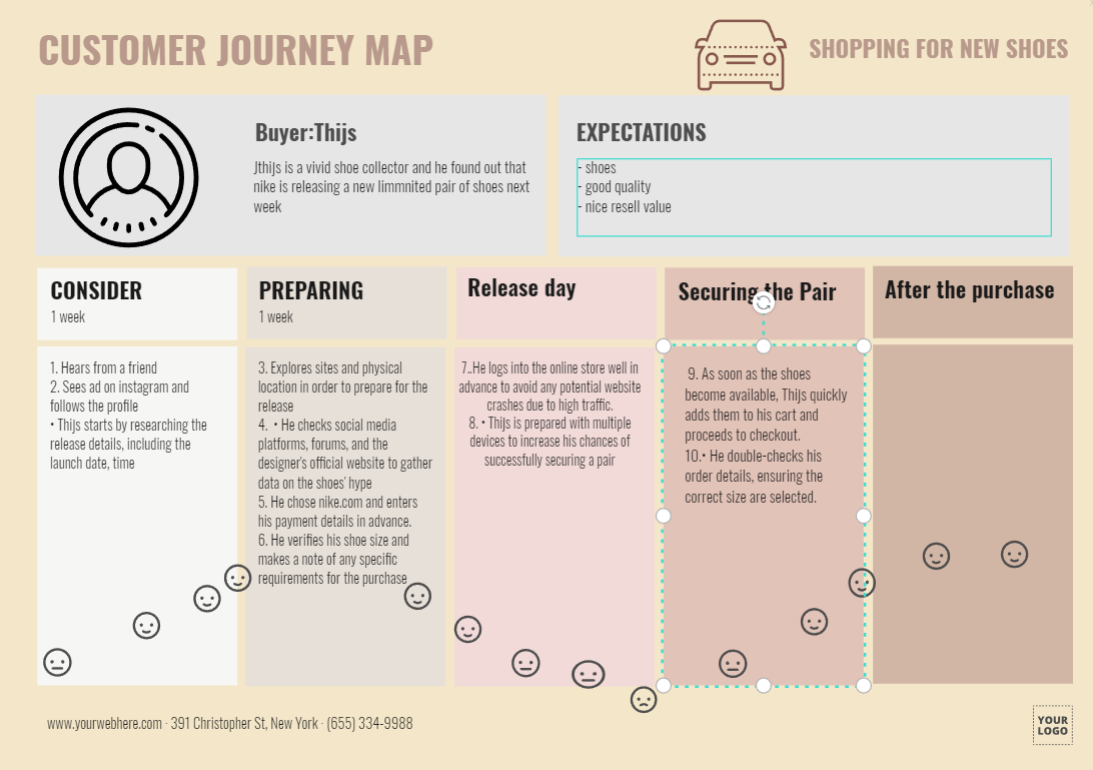 CUSTOMER JOURNEY MAP
SHOPPING FOR NEW SHOES
Buyer:Thijs
Jthijs is a vivid shoe collector and he found out that
nike is releasing a new limmnited pair of shoes next
week
EXPECTATIONS
- shoes
- good quality
- nice resell value
CONSIDER
1 week
1. Hears from a friend
2. Sees ad on instagram and
follows the profile
• Thijs starts by researching the
release details, including the
launch date, time
PREPARING
1 week
3. Explores sites and physical
location in order to prepare for the
release
4. • He checks social media
platforms, forums, and the
designer's official website to gather
data on the shoes' hype
5. He chose nike.com and enters
his payment details in advance.
6. He verifies his shoe size and
makes a note of any specific
requirements for the purchase
Release day
7..He logs into the online store well in
advance to avoid any potential website
crashes due to high traffic.
8. • Thijs is prepared with multiple
devices to increase his chances of
successfully securing a pair
Securing the Pair
9. As soon as the shoes
become available, Thijs quickly
adds them to his cart and
proceeds to checkout.
10.• He double-checks his
order details, ensuring the
correct size are selected.
After the purchase
www.yourwebhere.com · 391 Christopher St, New York · (655) 334-9988
YOUR
LOGO